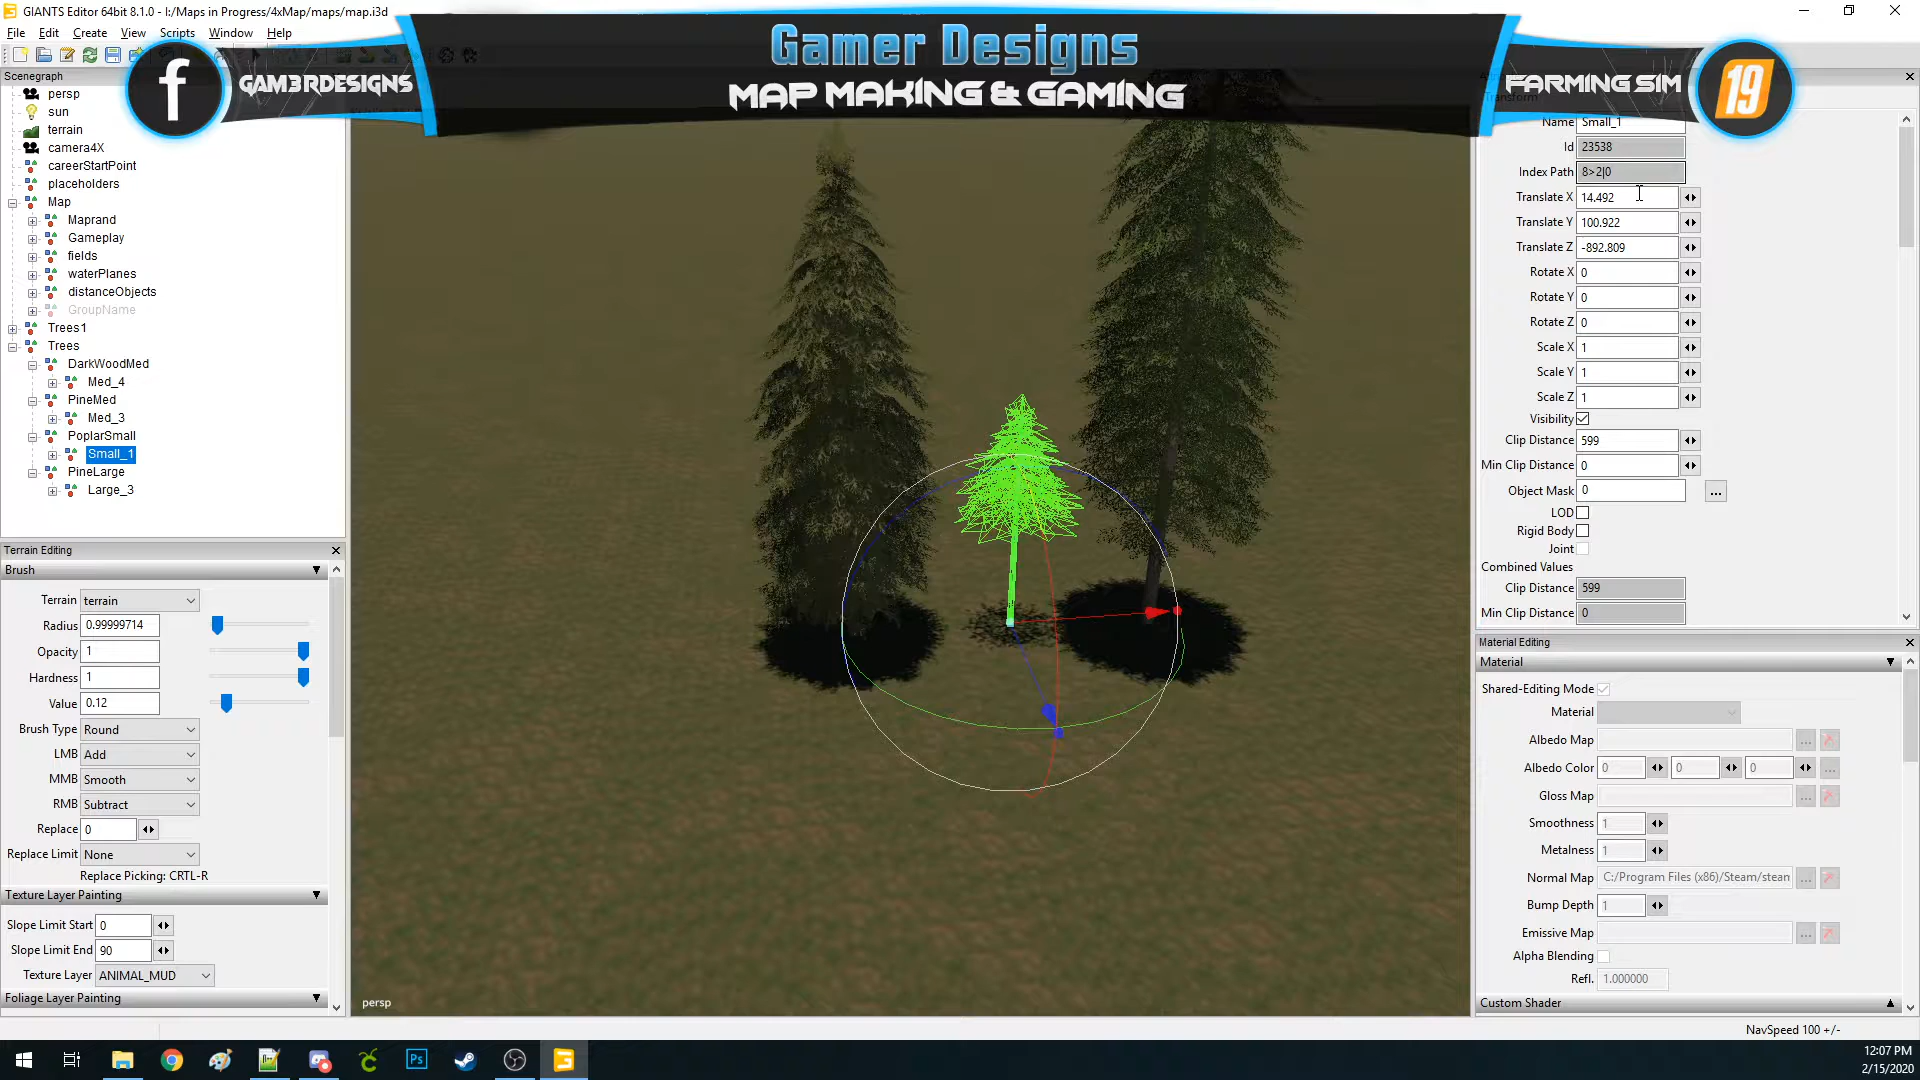 GIANTS Editor 64bit 8.1.0 - I:/Maps in Progress/4xMap/maps/map.i3d
File Edit Create View Scripts Window Help
Gamer Designs
MAP MAKING & GAMING
f
GAM3RDESIGNS
FARMING SIM
19
Scenegraph
persp
sun
terrain
camera4X
careerStartPoint
placeholders
Map
Maprand
Gameplay
fields
waterPlanes
distanceObjects
GroupName
Trees1
Trees
DarkWoodMed
Med_4
PineMed
Med_3
PoplarSmall
Small_1
PineLarge
Large_3
Terrain Editing
Brush
Terrain terrain
Radius 0.99999714
Opacity 1
Hardness 1
Value 0.12
Brush Type Round
LMB Add
MMB Smooth
RMB Subtract
Replace 0
Replace Limit None
Replace Picking: CRTL-R
Texture Layer Painting
Slope Limit Start 0
Slope Limit End 90
Texture Layer ANIMAL_MUD
Foliage Layer Painting
persp
Transform
Name Small_1
Id 23538
Index Path 8>2|0
Translate X 14.492
Translate Y 100.922
Translate Z -892.809
Rotate X 0
Rotate Y 0
Rotate Z 0
Scale X 1
Scale Y 1
Scale Z 1
Visibility
Clip Distance 599
Min Clip Distance 0
Object Mask 0 ...
LOD
Rigid Body
Joint
Combined Values
Clip Distance 599
Min Clip Distance 0
Material Editing
Material
Shared-Editing Mode
Material
Albedo Map ...
Albedo Color 0 0 0 ...
Gloss Map ...
Smoothness 1
Metalness 1
Normal Map C:/Program Files (x86)/Steam/stean ...
Bump Depth 1
Emissive Map ...
Alpha Blending
Refl. 1.000000
Custom Shader
NavSpeed 100 +/-
Ps
12:07 PM
2/15/2020